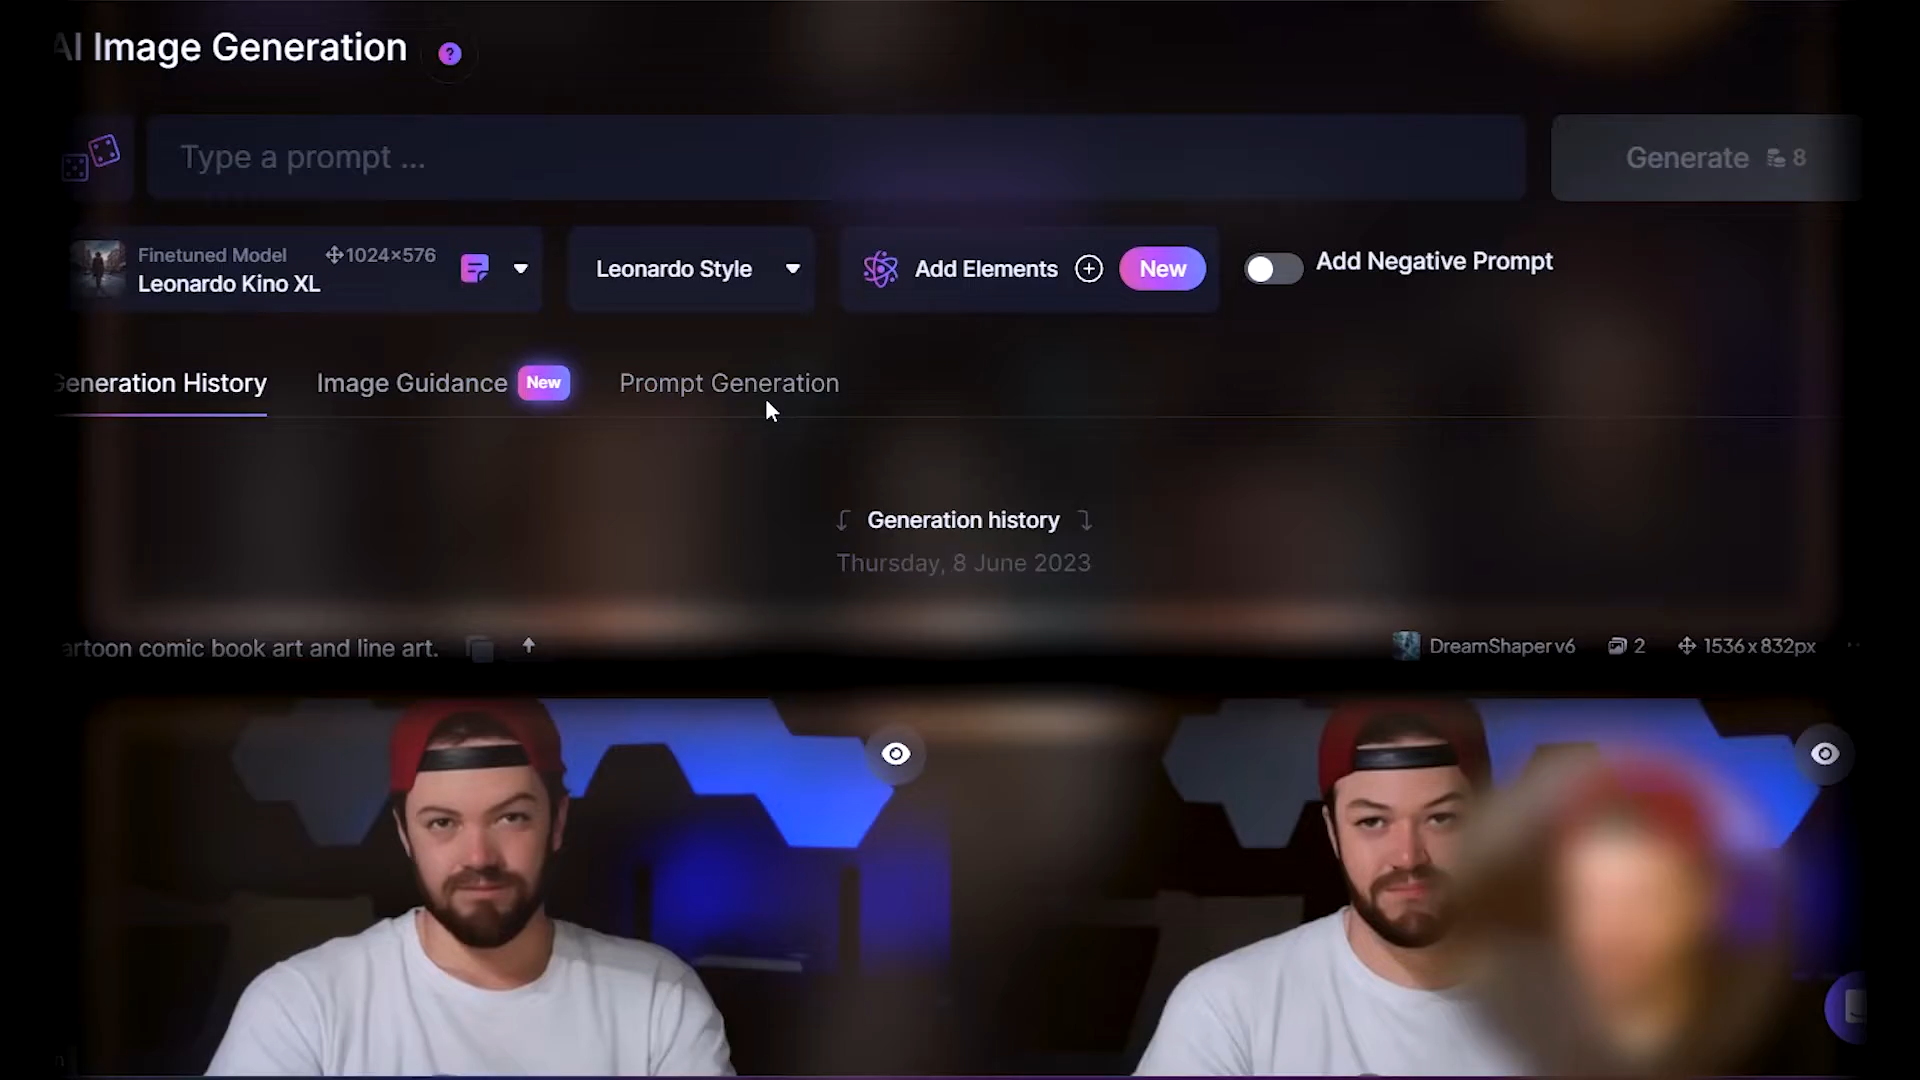 AI Image Generation ?
Type a prompt ...
Generate 8
Finetuned Model 1024×576
Leonardo Kino XL
Leonardo Style
Add Elements New
Add Negative Prompt
Generation History
Image Guidance New
Prompt Generation
Generation history
Thursday, 8 June 2023
artoon comic book art and line art.
DreamShaper v6 2 1536 x 832px